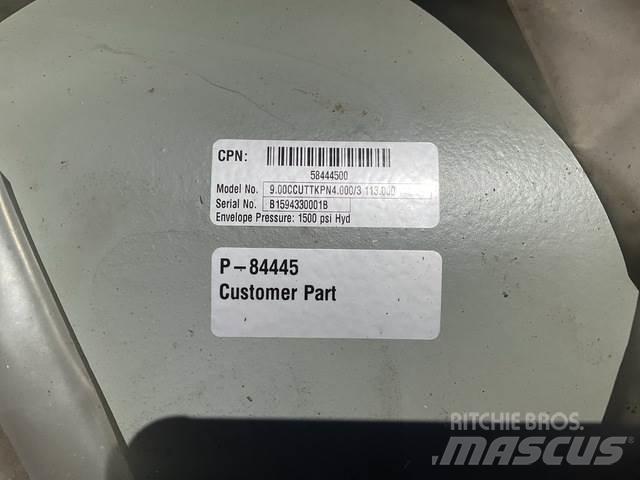 CPN:
58444500
Model No. 9.00CCUTTKPN4.000/3 113.000
Serial No. B1594330001B
Envelope Pressure: 1500 psi Hyd
P-84445
Customer Part
RITCHIE BROS.
MASCUS